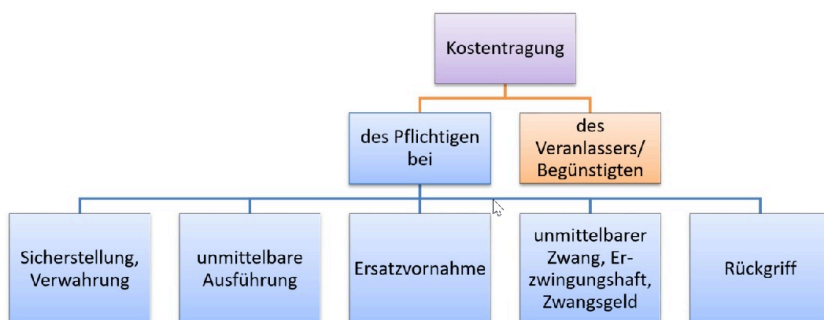 Kostentragung
des Pflichtigen
bei
des
Veranlassers/
Begünstigten
Sicherstellung,
Verwahrung
unmittelbare
Ausführung
Ersatzvornahme
unmittelbarer
Zwang, Er-
zwingungshaft,
Zwangsgeld
Rückgriff